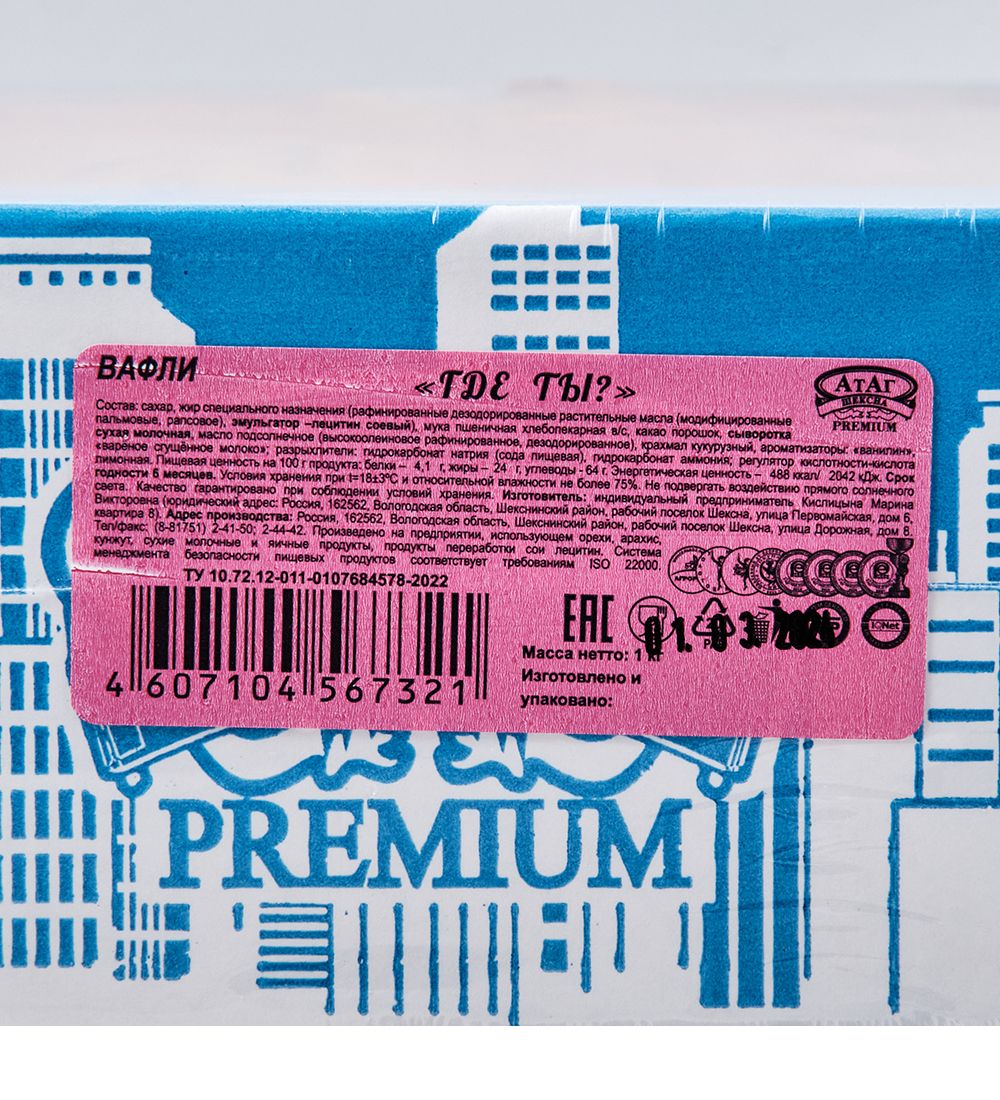 ВАФЛИ
«ГДЕ ТЫ?»
АтАГ
ШЕКСНА
PREMIUM
Состав: сахар, жир специального назначения (рафинированные дезодорированные растительные масла (модифицированные
пальмовые, рапсовое), эмульгатор –лецитин соевый), мука пшеничная хлебопекарная в/с, какао порошок, сыворотка
сухая молочная, масло подсолнечное (высокоолеиновое рафинированное, дезодорированное), крахмал кукурузный, ароматизаторы: «ванилин»,
«вареное сгущённое молоко»; разрыхлители: гидрокарбонат натрия (сода пищевая), гидрокарбонат аммония; регулятор кислотности-кислота
лимонная. Пищевая ценность на 100 г продукта: белки – 4,1 г, жиры – 24 г, углеводы - 64 г. Энергетическая ценность – 488 ккал/ 2042 кДж. Срок
годности 6 месяцев. Условия хранения при t=18±3ºС и относительной влажности не более 75%. Не подвергать воздействию прямого солнечного
света. Качество гарантировано при соблюдении условий хранения. Изготовитель: индивидуальный предприниматель Кислицына Марина
Викторовна (юридический адрес: Россия, 162562, Вологодская область, Шекснинский район, рабочий поселок Шексна, улица Первомайская, дом 6,
квартира 8). Адрес производства: Россия, 162562, Вологодская область, Шекснинский район, рабочий поселок Шексна, улица Дорожная, дом 8.
Тел/факс: (8-81751) 2-41-50, 2-44-42. Произведено на предприятии, использующем орехи, арахис,
кунжут, сухие молочные и яичные продукты, продукты переработки сои лецитин. Система
менеджмента безопасности пищевых продуктов соответствует требованиям ISO 22000.
ТУ 10.72.12-011-0107684578-2022
4 607104 567321
EAC
IQNet
Масса нетто: 1 кг
01. 03.
Изготовлено и
упаковано:
PREMIUM